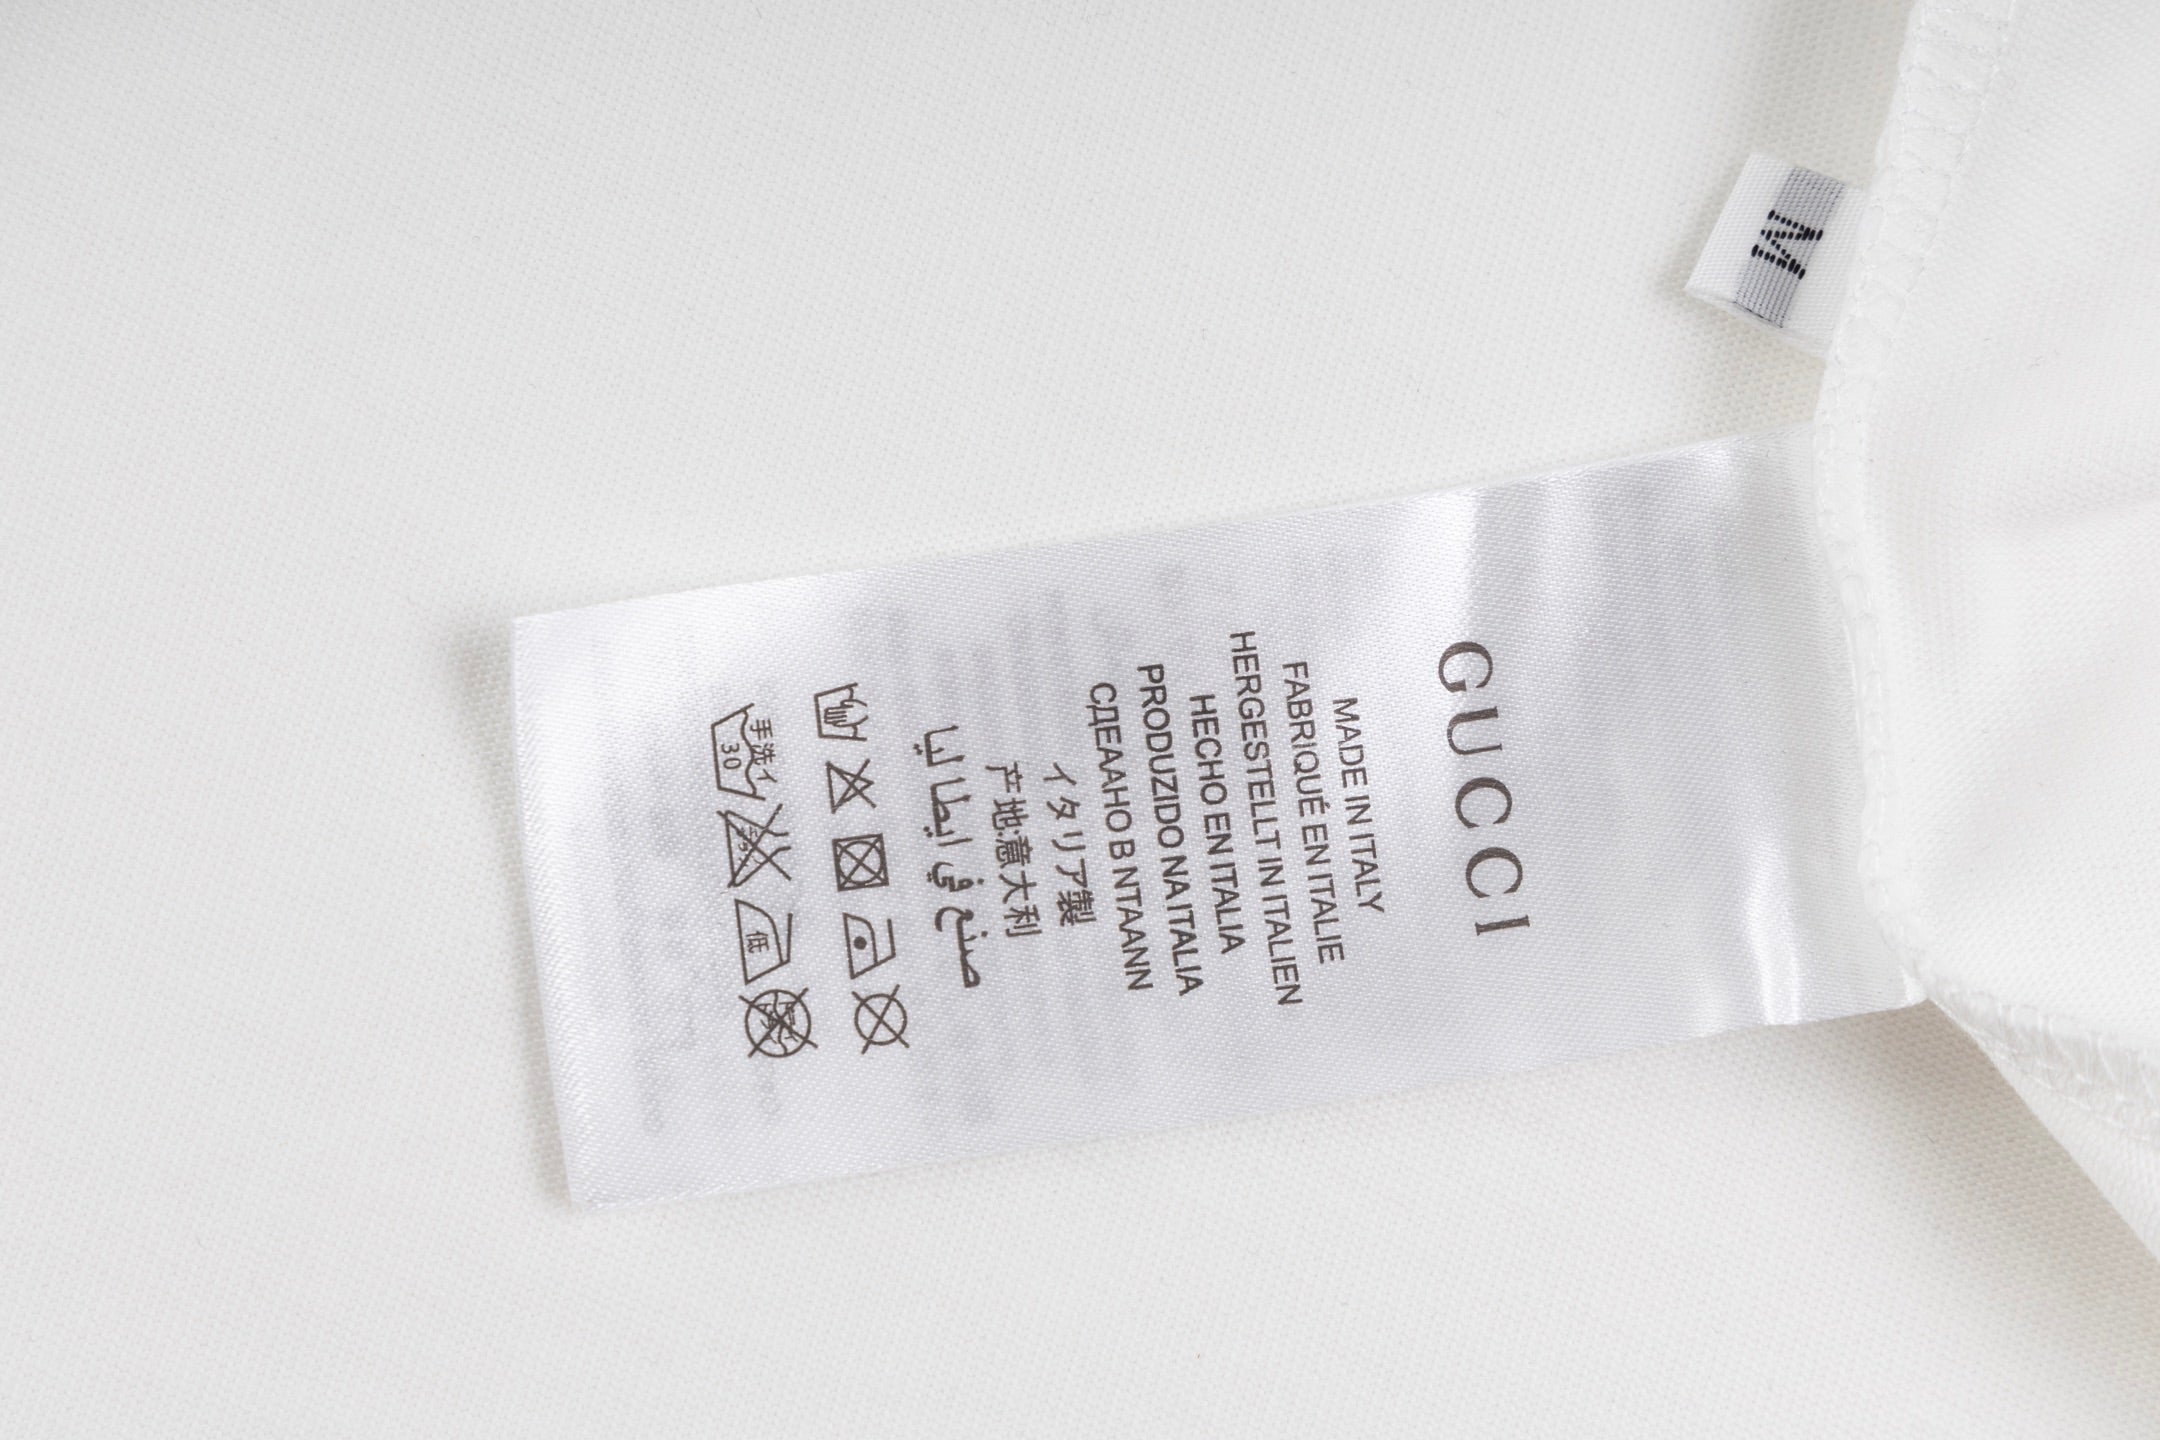 M
GUCCI
MADE IN ITALY
FABRIQUÉ EN ITALIE
HERGESTELLT IN ITALIEN
HECHO EN ITALIA
PRODUZIDO NA ITALIA
СДЕААНО В NTAANN
イタリア製
产地:意大利
صنع في ايطاليا
手洗イ
30
低